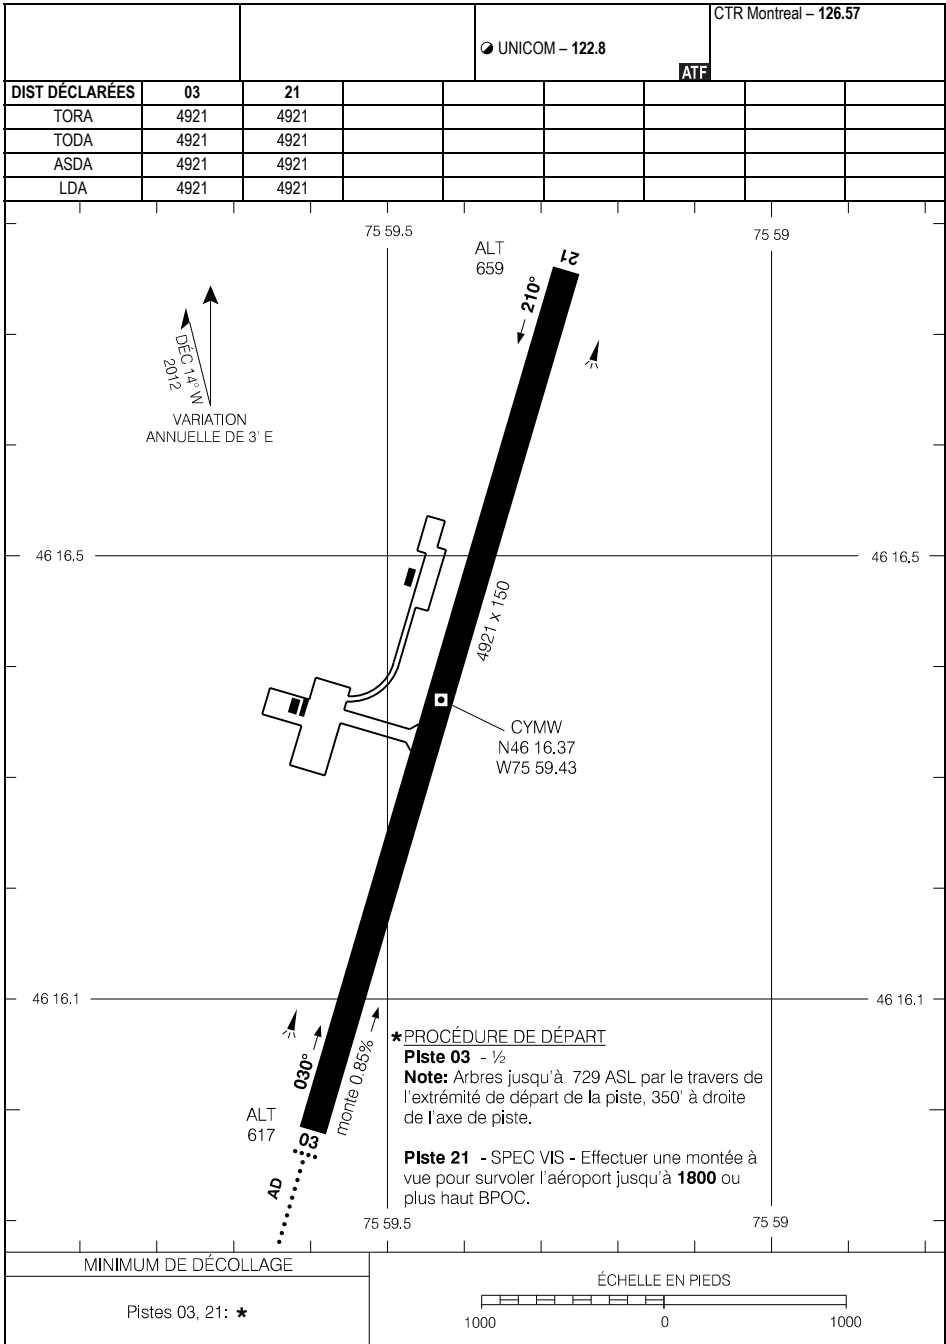 CTR Montreal – 126.57
UNICOM – 122.8
ATF
DIST DÉCLARÉES 03 21
TORA 4921 4921
TODA 4921 4921
ASDA 4921 4921
LDA 4921 4921
75 59.5
75 59
ALT
659
21
210°
DÉC 14° W
2012
VARIATION
ANNUELLE DE 3' E
46 16.5
46 16.5
4921 x 150
CYMW
N46 16.37
W75 59.43
46 16.1
46 16.1
030°
monte 0.85%
ALT
617
03
AD
* PROCÉDURE DE DÉPART
Piste 03 - ½
Note: Arbres jusqu'à 729 ASL par le travers de
l'extrémité de départ de la piste, 350' à droite
de l'axe de piste.
Piste 21 - SPEC VIS - Effectuer une montée à
vue pour survoler l'aéroport jusqu'à 1800 ou
plus haut BPOC.
75 59.5
75 59
MINIMUM DE DÉCOLLAGE
Pistes 03, 21: *
ÉCHELLE EN PIEDS
1000 0 1000